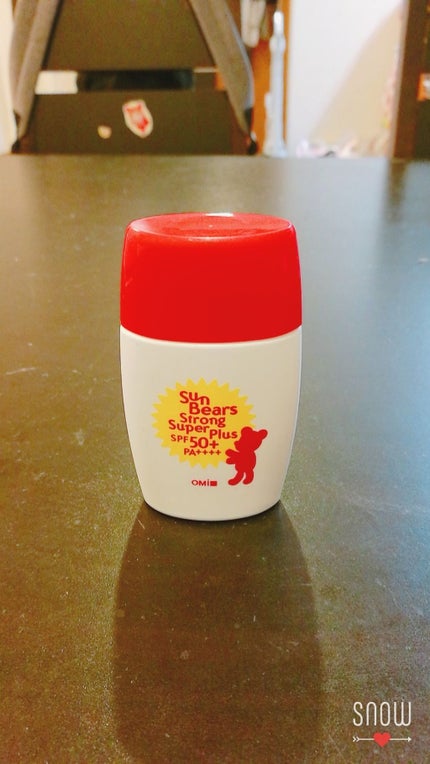 Sun
Bears
Strong
Super Plus
SPF 50+
PA++++
OMI
SNOW